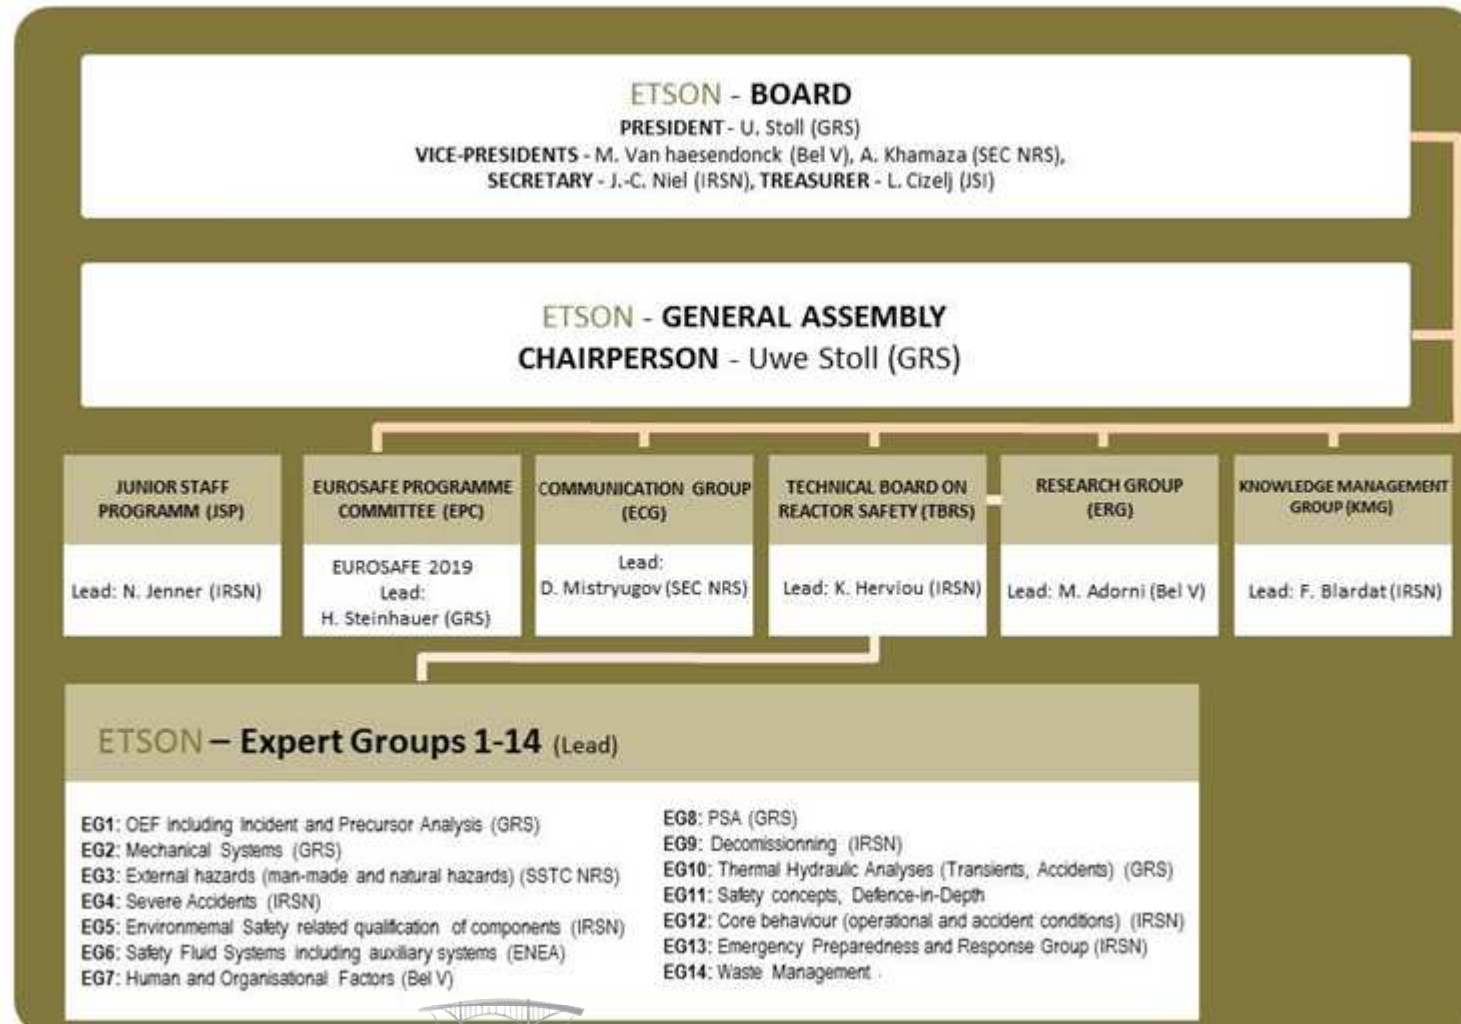 ETSON - BOARD
PRESIDENT - U. Stoll (GRS)
VICE-PRESIDENTS - M. Van haesendonck (Bel V), A. Khamaza (SEC NRS),
SECRETARY - J.-C. Niel (IRSN), TREASURER - L. Cizelj (JSI)
ETSON - GENERAL ASSEMBLY
CHAIRPERSON - Uwe Stoll (GRS)
JUNIOR STAFF
PROGRAMM (JSP)
Lead: N. Jenner (IRSN)
EUROSAFE PROGRAMME
COMMITTEE (EPC)
EUROSAFE 2019
Lead:
H. Steinhauer (GRS)
COMMUNICATION GROUP
(ECG)
Lead:
D. Mistryugov (SEC NRS)
TECHNICAL BOARD ON
REACTOR SAFETY (TBRS)
Lead: K. Herviou (IRSN)
RESEARCH GROUP
(ERG)
Lead: M. Adorni (Bel V)
KNOWLEDGE MANAGEMENT
GROUP (KMG)
Lead: F. Blardat (IRSN)
ETSON – Expert Groups 1-14 (Lead)
EG1: OEF including Incident and Precursor Analysis (GRS)
EG2: Mechanical Systems (GRS)
EG3: External hazards (man-made and natural hazards) (SSTC NRS)
EG4: Severe Accidents (IRSN)
EG5: Environmemal Safety related qualification of components (IRSN)
EG6: Safety Fluid Systems including auxiliary systems (ENEA)
EG7: Human and Organisational Factors (Bel V)
EG8: PSA (GRS)
EG9: Decomissionning (IRSN)
EG10: Thermal Hydraulic Analyses (Transients, Accidents) (GRS)
EG11: Safety concepts, Defence-in-Depth
EG12: Core behaviour (operational and accident conditions) (IRSN)
EG13: Emergency Preparedness and Response Group (IRSN)
EG14: Waste Management .